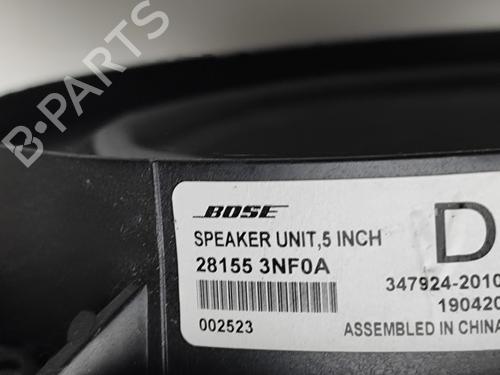 B-PARTS
BOSE
SPEAKER UNIT,5 INCH
D
28155 3NF0A
347924-2010
190420
002523
ASSEMBLED IN CHINA